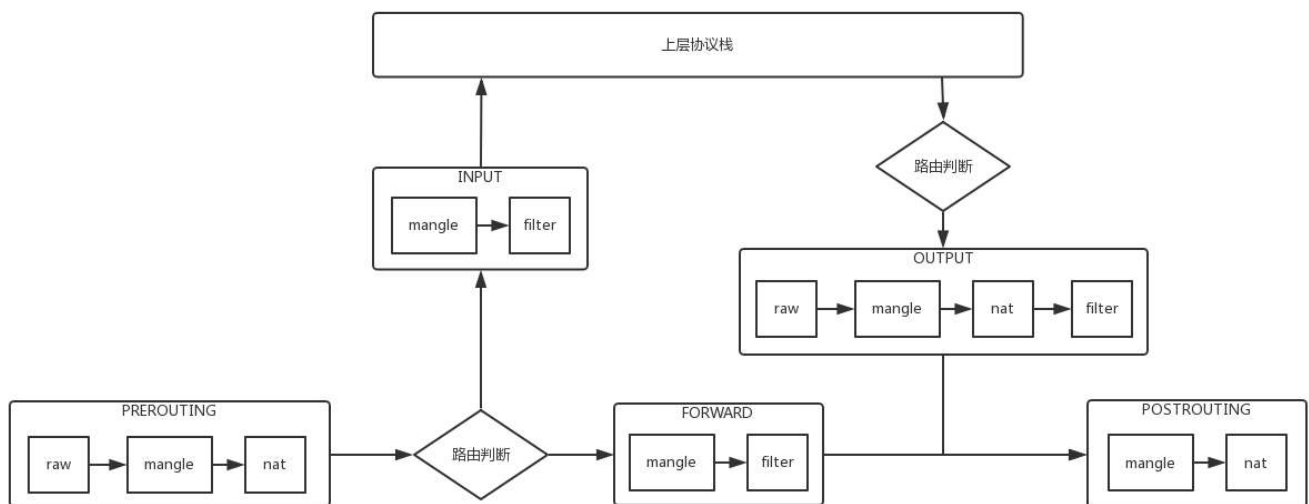 上层协议栈
路由判断
INPUT
mangle
filter
OUTPUT
raw
mangle
nat
filter
PREROUTING
raw
mangle
nat
路由判断
FORWARD
mangle
filter
POSTROUTING
mangle
nat